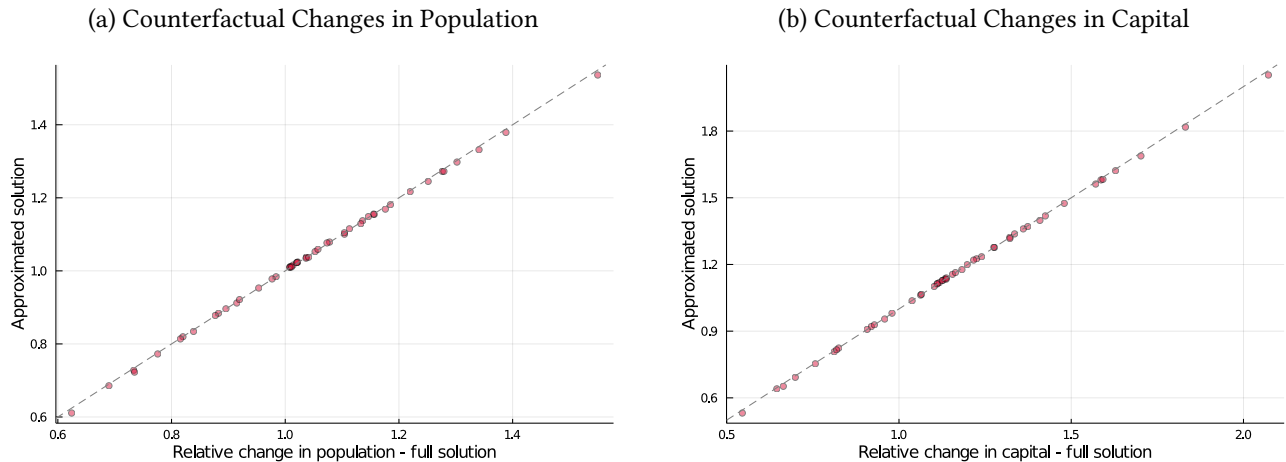 (a) Counterfactual Changes in Population
1.4
1.2
1.0
0.8
0.6
0.6 0.8 1.0 1.2 1.4
Approximated solution
Relative change in population - full solution
(b) Counterfactual Changes in Capital
1.8
1.5
1.2
0.9
0.6
0.5 1.0 1.5 2.0
Approximated solution
Relative change in capital - full solution